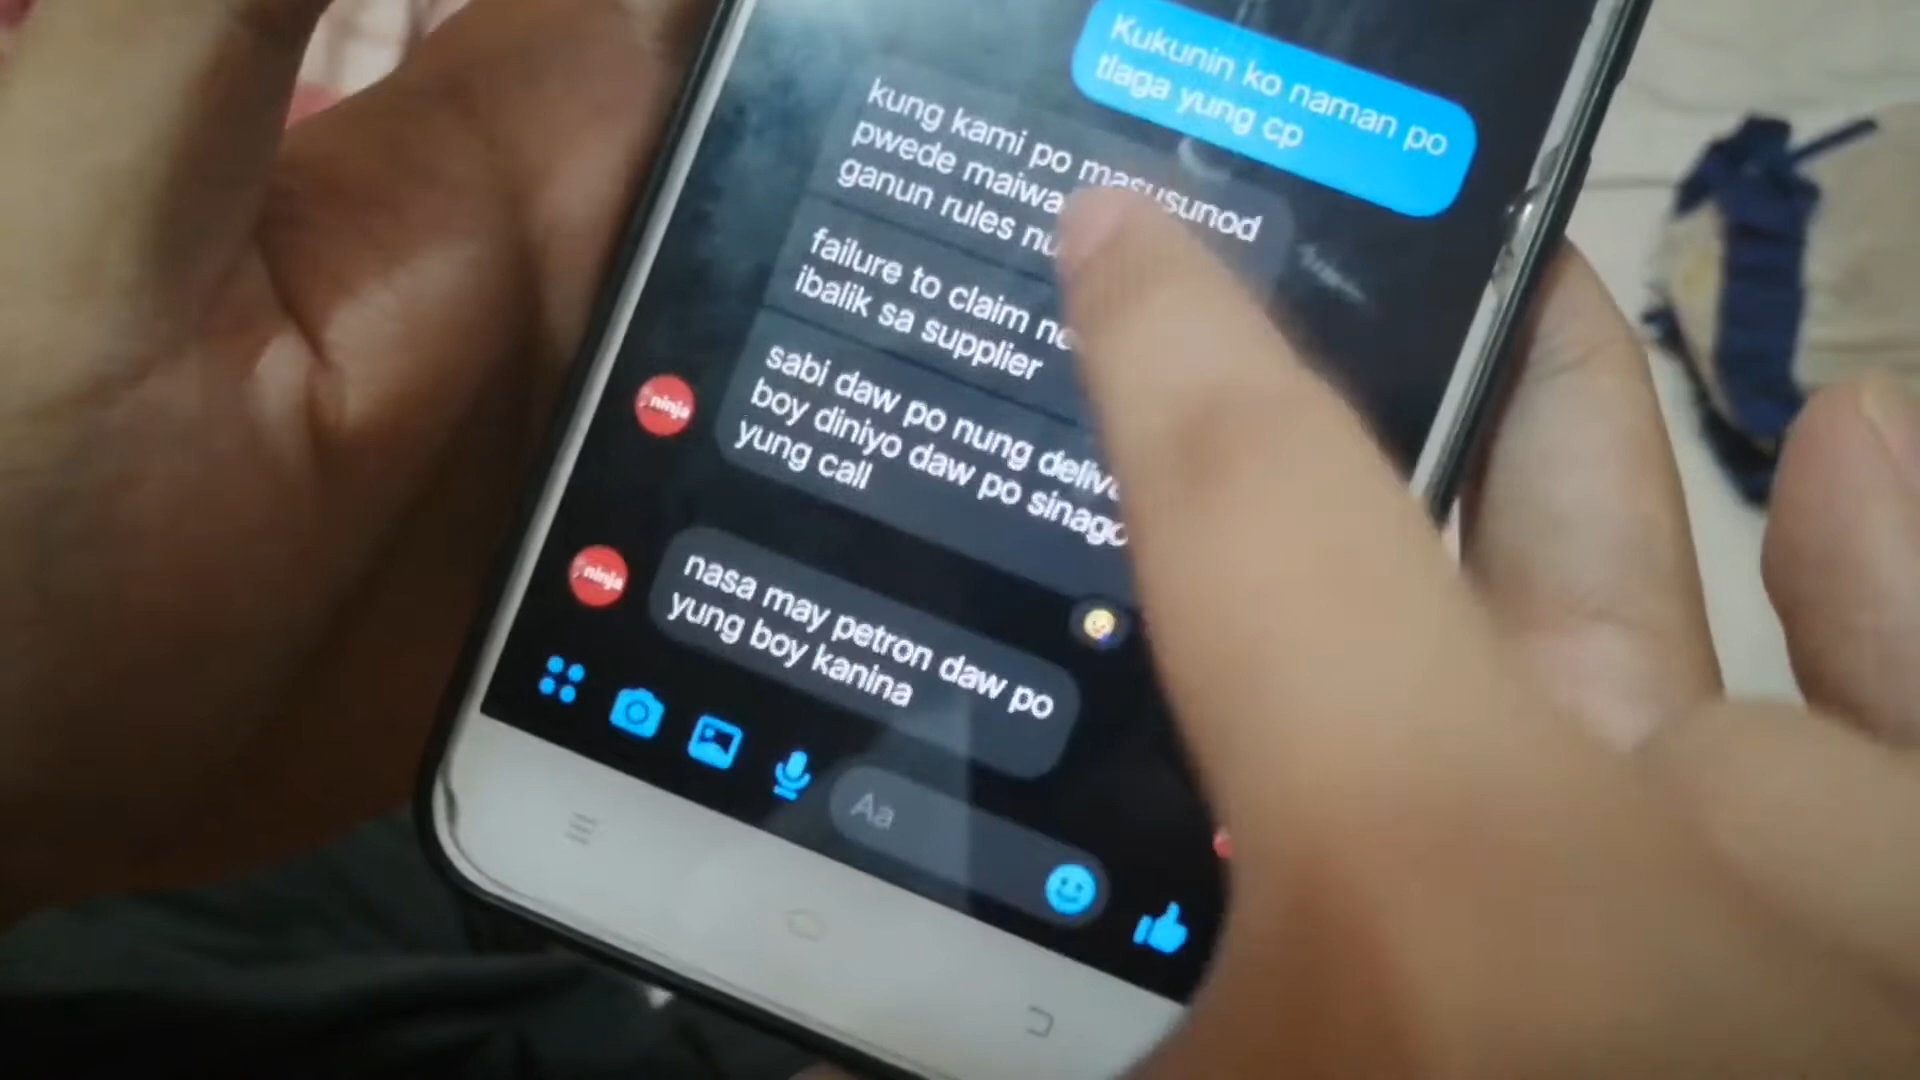 Kukunin ko naman po
tlaga yung cp
kung kami po masusunod
pwede maiwa
ganun rules nu
failure to claim
ibalik sa supplier
sabi daw po nung
boy diniyo daw po
yung call
ninja
nasa may petron daw po
yung boy kanina
ninja
Aa